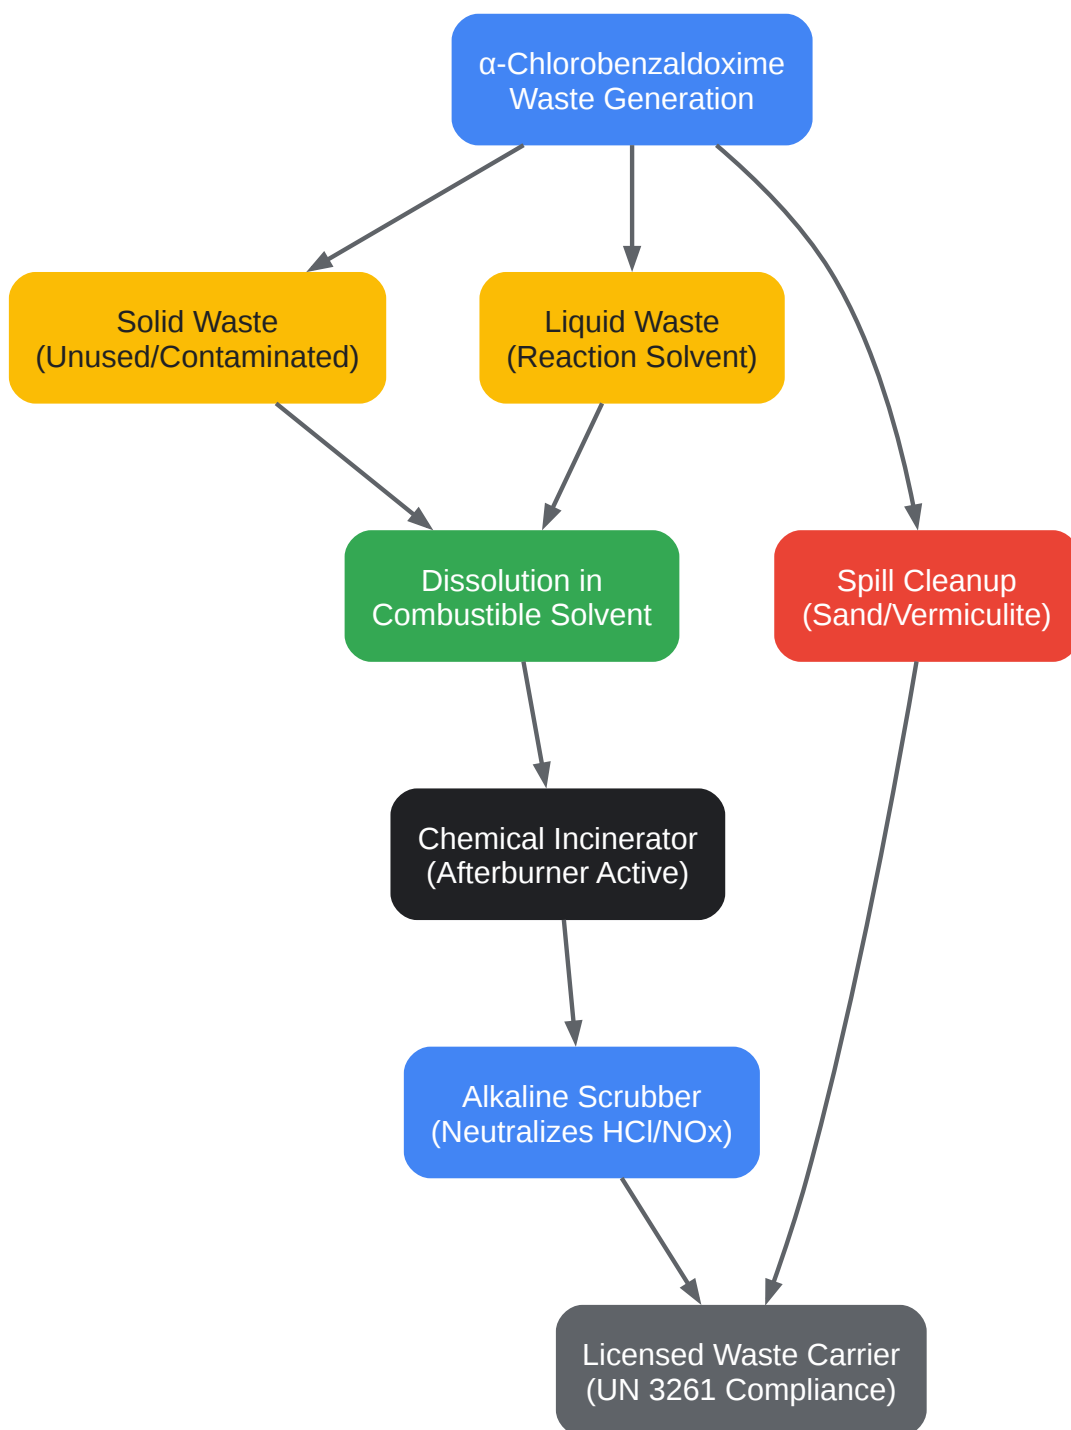 α-Chlorobenzaldoxime
Waste Generation
Solid Waste
(Unused/Contaminated)
Liquid Waste
(Reaction Solvent)
Dissolution in
Combustible Solvent
Spill Cleanup
(Sand/Vermiculite)
Chemical Incinerator
(Afterburner Active)
Alkaline Scrubber
(Neutralizes HCl/NOx)
Licensed Waste Carrier
(UN 3261 Compliance)